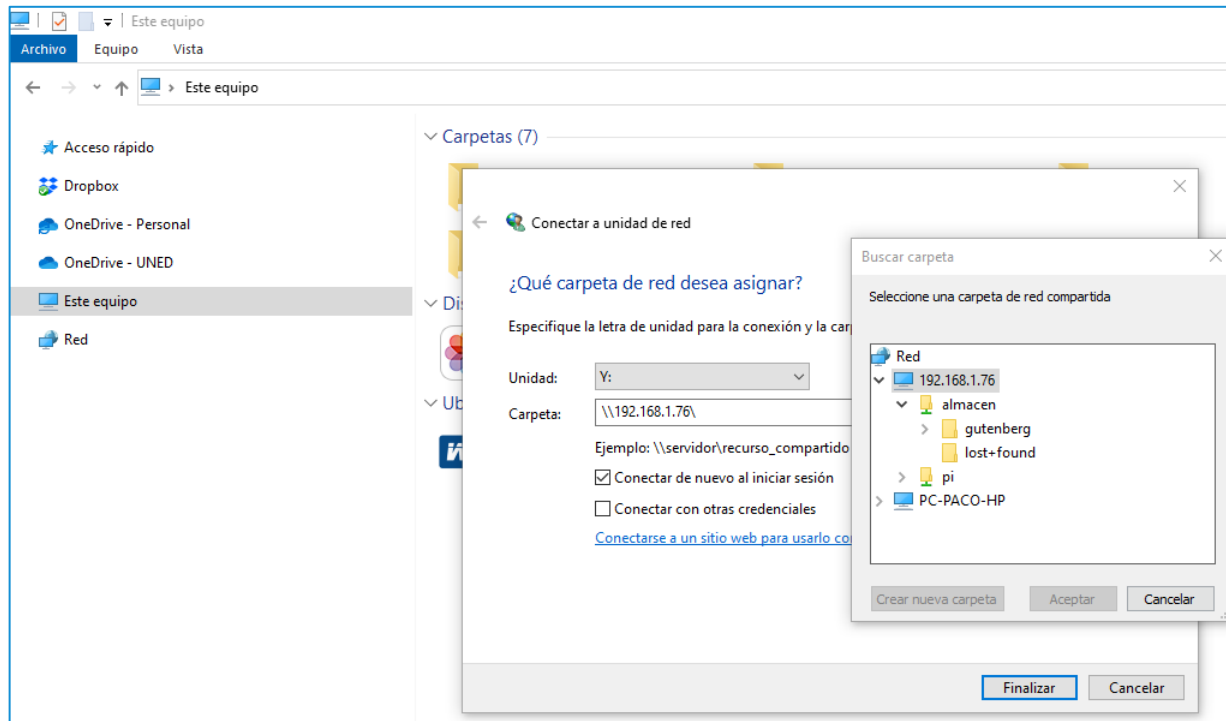 Este equipo
Archivo Equipo Vista
Este equipo
Acceso rápido
Dropbox
OneDrive - Personal
OneDrive - UNED
Este equipo
Red
Carpetas (7)
Di
Ub
Conectar a unidad de red
¿Qué carpeta de red desea asignar?
Especifique la letra de unidad para la conexión y la car
Unidad: Y:
Carpeta: \\192.168.1.76\
Ejemplo: \\servidor\recurso_compartido
Conectar de nuevo al iniciar sesión
Conectar con otras credenciales
Conectarse a un sitio web para usarlo co
Finalizar Cancelar
Buscar carpeta
Seleccione una carpeta de red compartida
Red
192.168.1.76
almacen
gutenberg
lost+found
pi
PC-PACO-HP
Crear nueva carpeta Aceptar Cancelar